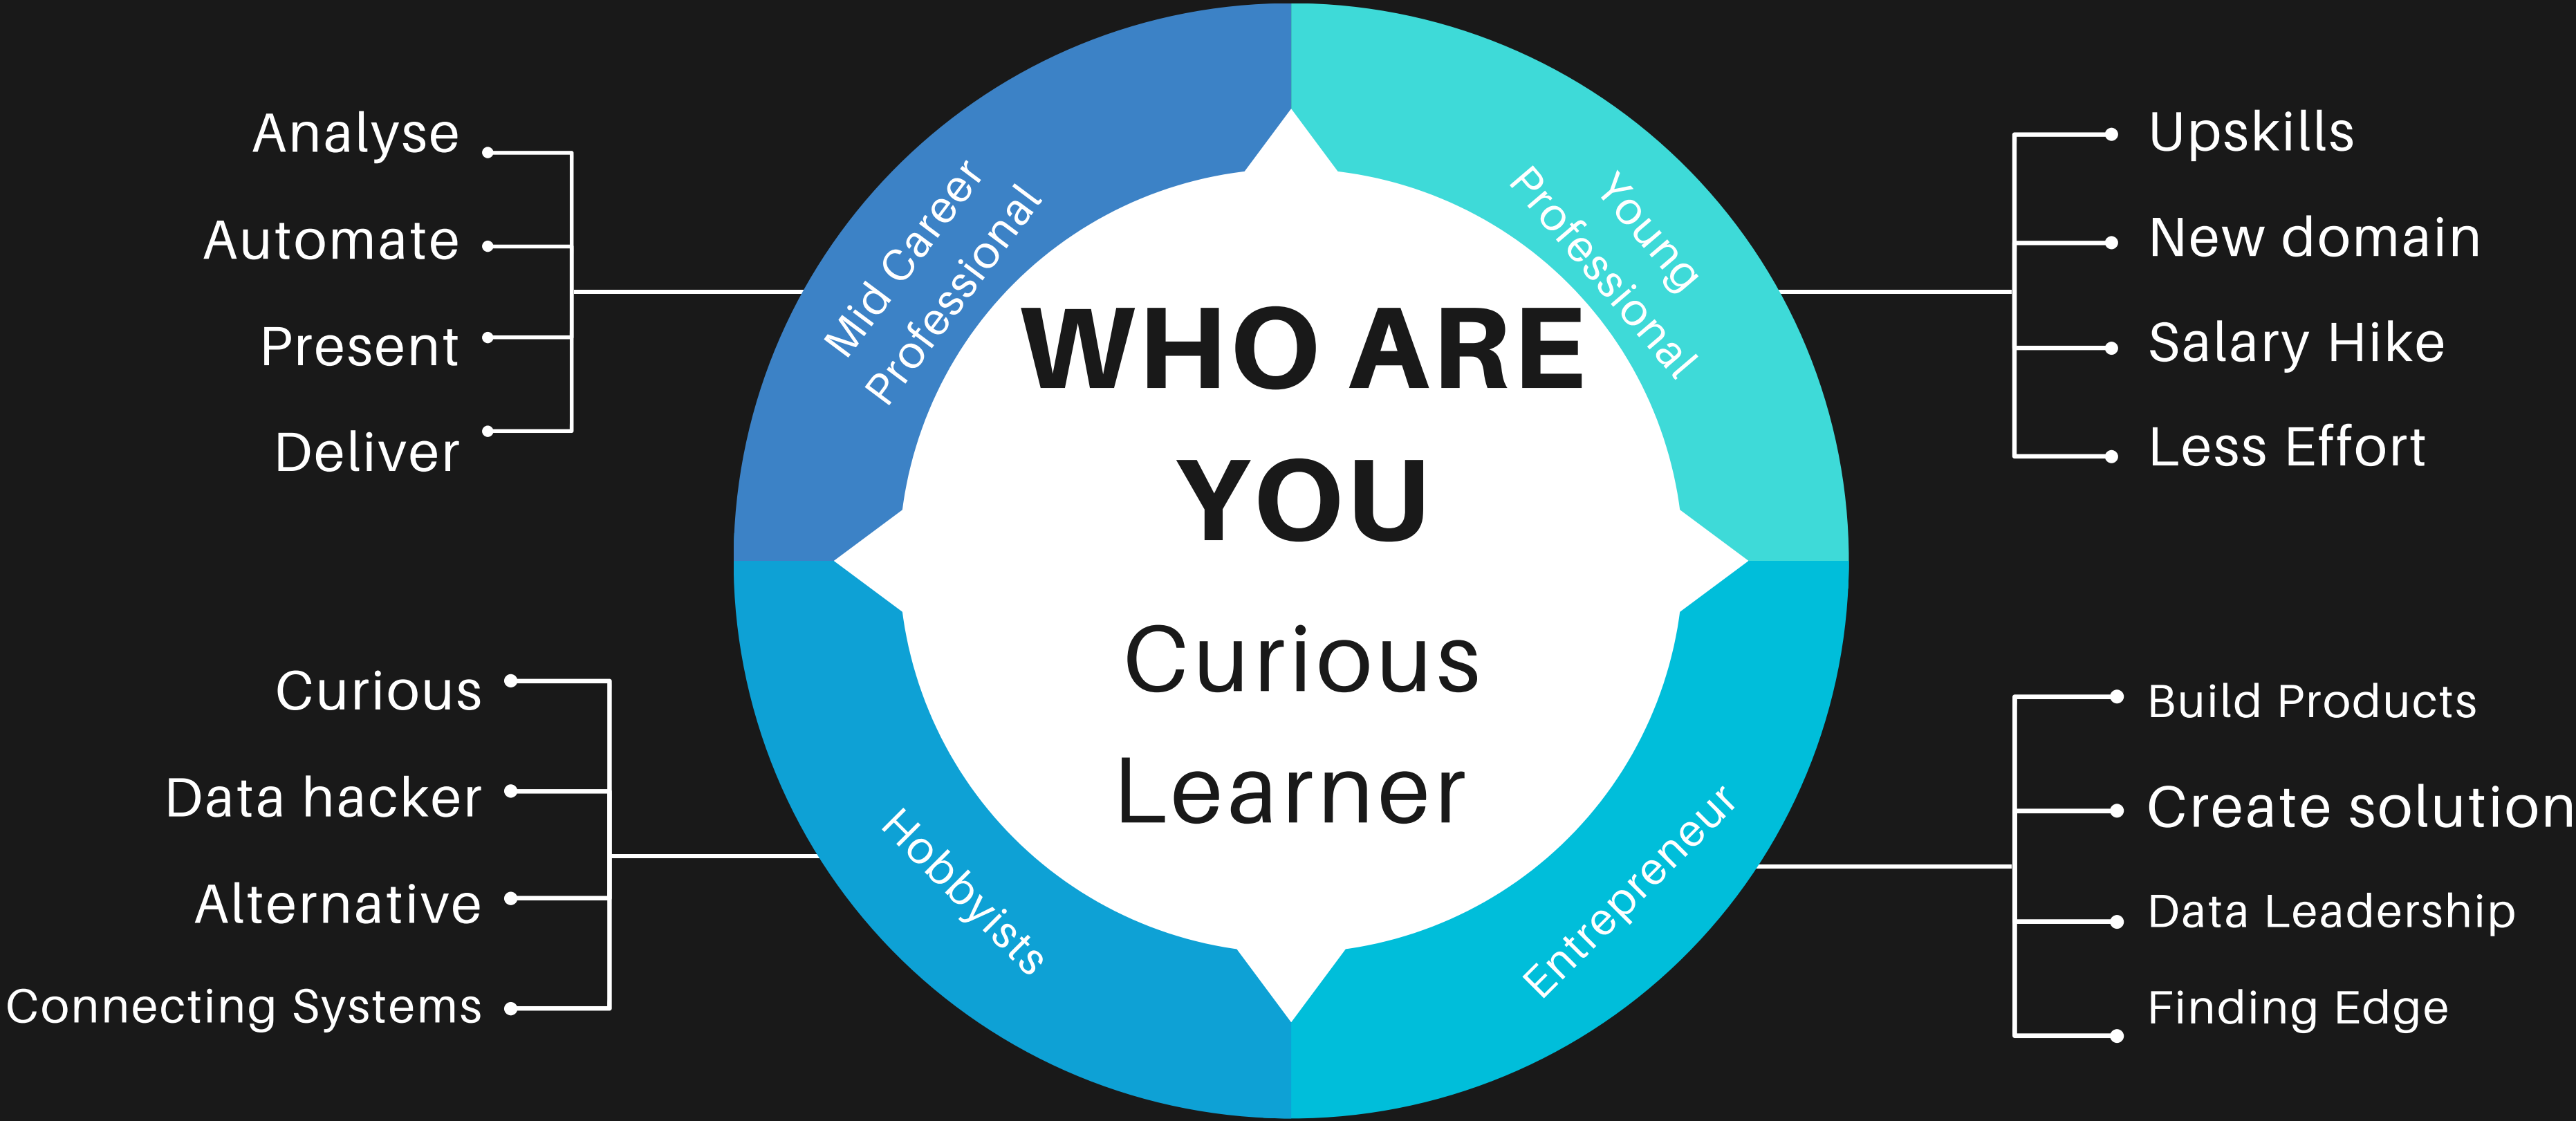 Analyse
Automate
Present
Deliver
Mid Career
Professional
Young
Professional
Upskills
New domain
Salary Hike
Less Effort
WHO ARE
YOU
Curious
Learner
Curious
Data hacker
Alternative
Connecting Systems
Hobbyists
Entrepreneur
Build Products
Create solution
Data Leadership
Finding Edge